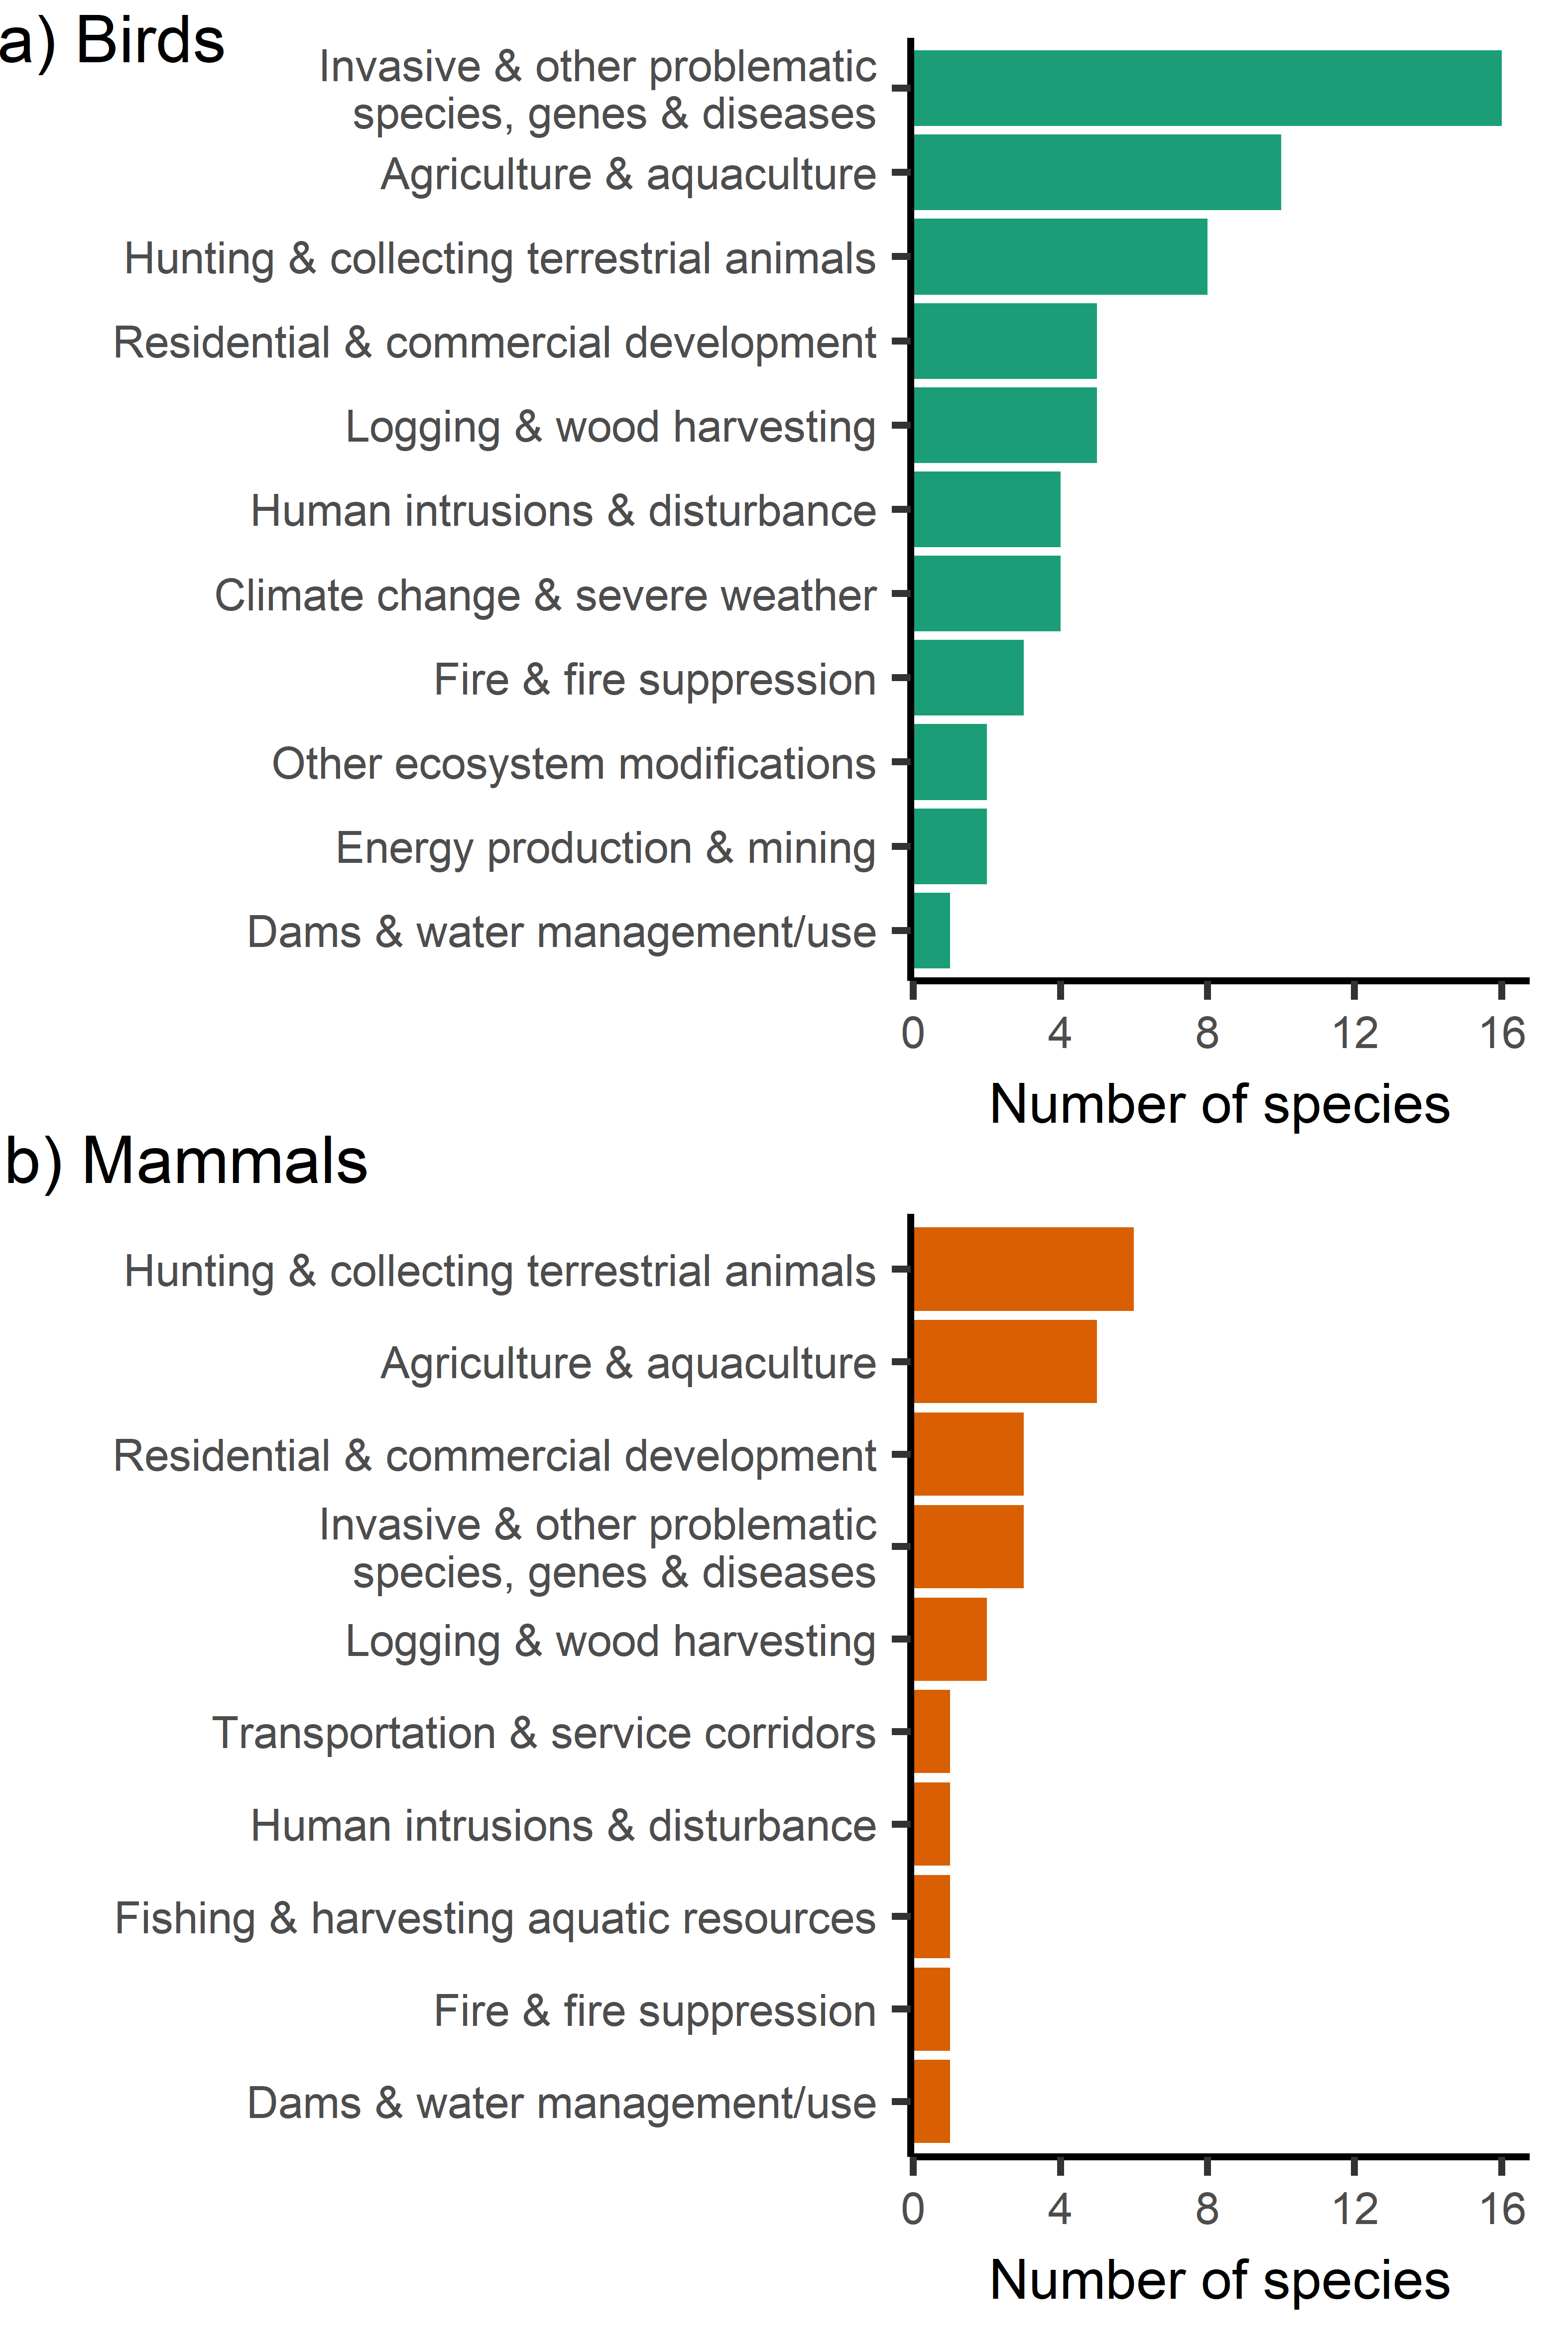 a) Birds
Invasive & other problematic
species, genes & diseases
Agriculture & aquaculture
Hunting & collecting terrestrial animals
Residential & commercial development
Logging & wood harvesting
Human intrusions & disturbance
Climate change & severe weather
Fire & fire suppression
Other ecosystem modifications
Energy production & mining
Dams & water management/use
0 4 8 12 16
Number of species
b) Mammals
Hunting & collecting terrestrial animals
Agriculture & aquaculture
Residential & commercial development
Invasive & other problematic
species, genes & diseases
Logging & wood harvesting
Transportation & service corridors
Human intrusions & disturbance
Fishing & harvesting aquatic resources
Fire & fire suppression
Dams & water management/use
0 4 8 12 16
Number of species